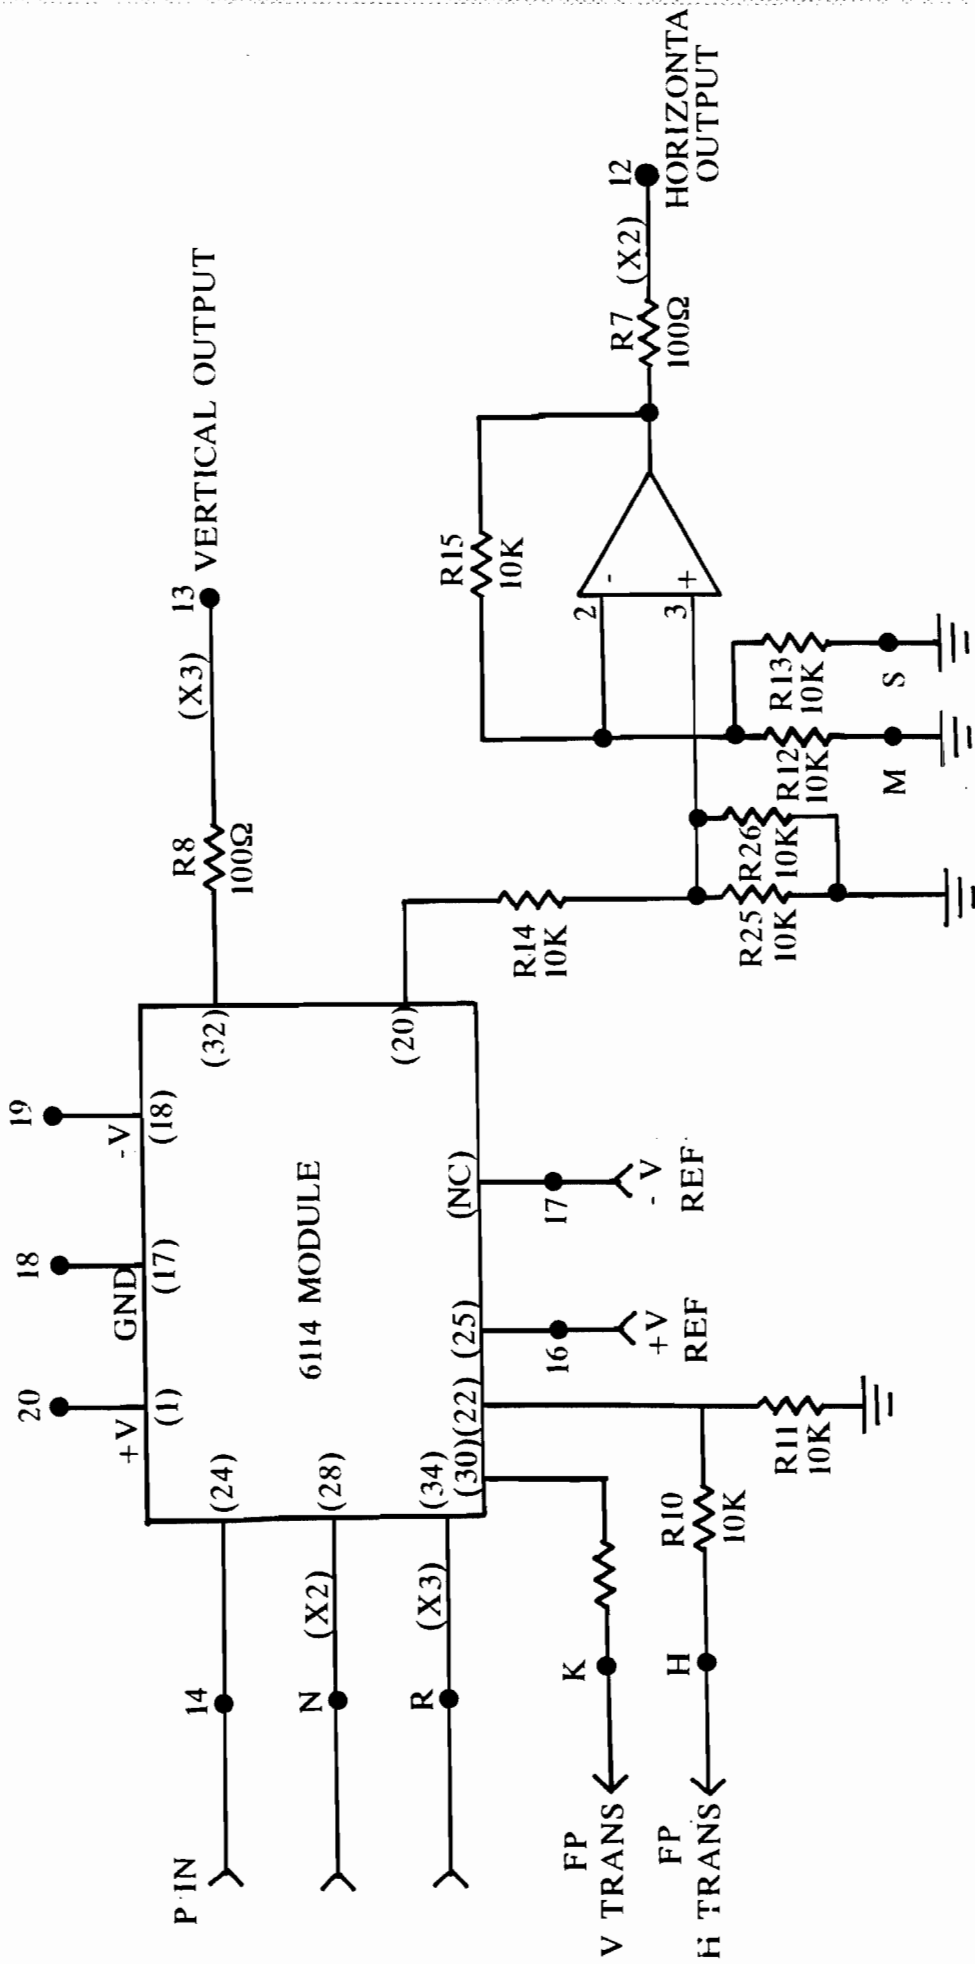 P IN
14
N
(X2)
R
(X3)
FP
V TRANS
K
FP
H TRANS
H
R10
10K
R11
10K
20
+V
(1)
18
GND
(17)
19
-V
(18)
(24)
(28)
(34)
(30)
(22)
(25)
(NC)
6114 MODULE
(32)
(20)
16
+V
REF
17
- V
REF
R8
100Ω
(X3)
13
VERTICAL OUTPUT
R14
10K
R25
10K
R26
10K
R12
10K
M
R13
10K
S
2
-
3
+
R15
10K
R7
100Ω
(X2)
12
HORIZONTA
OUTPUT